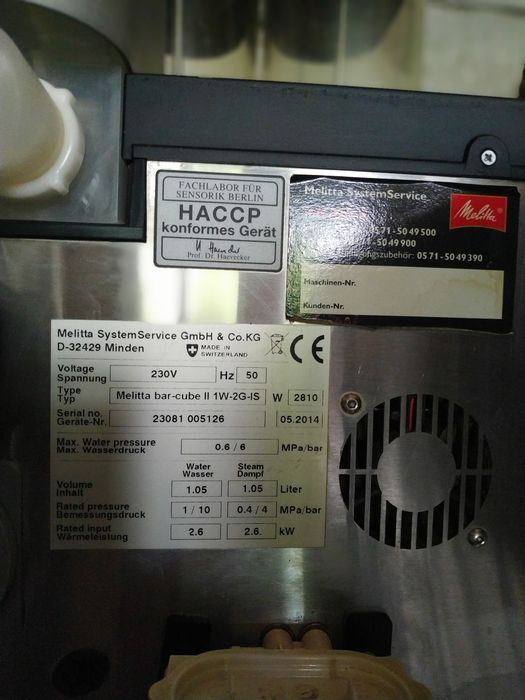 FACHLABOR FÜR
SENSORIK BERLIN
HACCP
konformes Gerät
Prof. Dr. Haevecker
Melitta SystemService
Melitta
0571-5049500
-5049900
gszubehör: 0571-5049390
Maschinen-Nr.
Kunden-Nr.
Melitta SystemService GmbH & Co.KG
D-32429 Minden
MADE IN
SWITZERLAND
CE
Voltage 230V Hz 50
Spannung
Type Melitta bar-cube II 1W-2G-IS W 2810
Typ
Serial no. 23081 005126 05.2014
Geräte-Nr.
Max. Water pressure 0.6 / 6 MPa/bar
Max. Wasserdruck
Water Steam
Wasser Dampf
Volume 1.05 1.05 Liter
Inhalt
Rated pressure 1 / 10 0.4 / 4 MPa/bar
Bemessungsdruck
Rated input 2.6 2.6. kW
Wärmeleistung